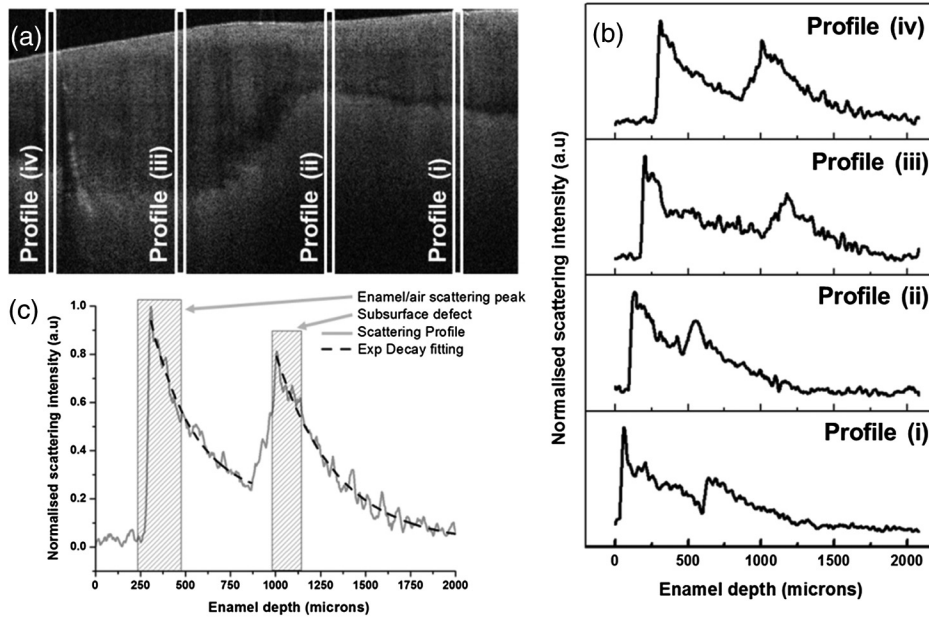 (a)
Profile (iv)
Profile (iii)
Profile (ii)
Profile (i)
(b)
Profile (iv)
Profile (iii)
Profile (ii)
Profile (i)
Normalised scattering intensity (a.u)
0 500 1000 1500 2000
Enamel depth (microns)
(c)
Enamel/air scattering peak
Subsurface defect
Scattering Profile
Exp Decay fitting
Normalised scattering intensity (a.u)
1.0
0.8
0.6
0.4
0.2
0.0
0 250 500 750 1000 1250 1500 1750 2000
Enamel depth (microns)